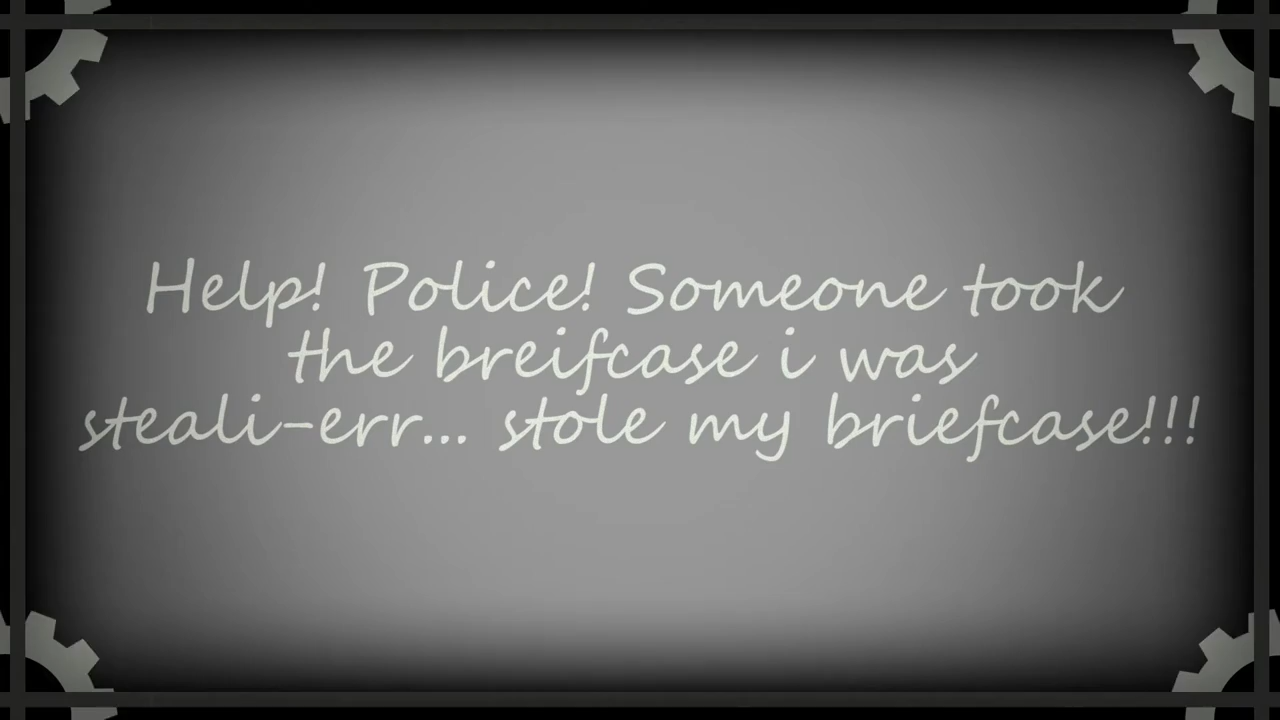 Help! Police! Someone took
the breifcase i was
steali-err... stole my briefcase!!!